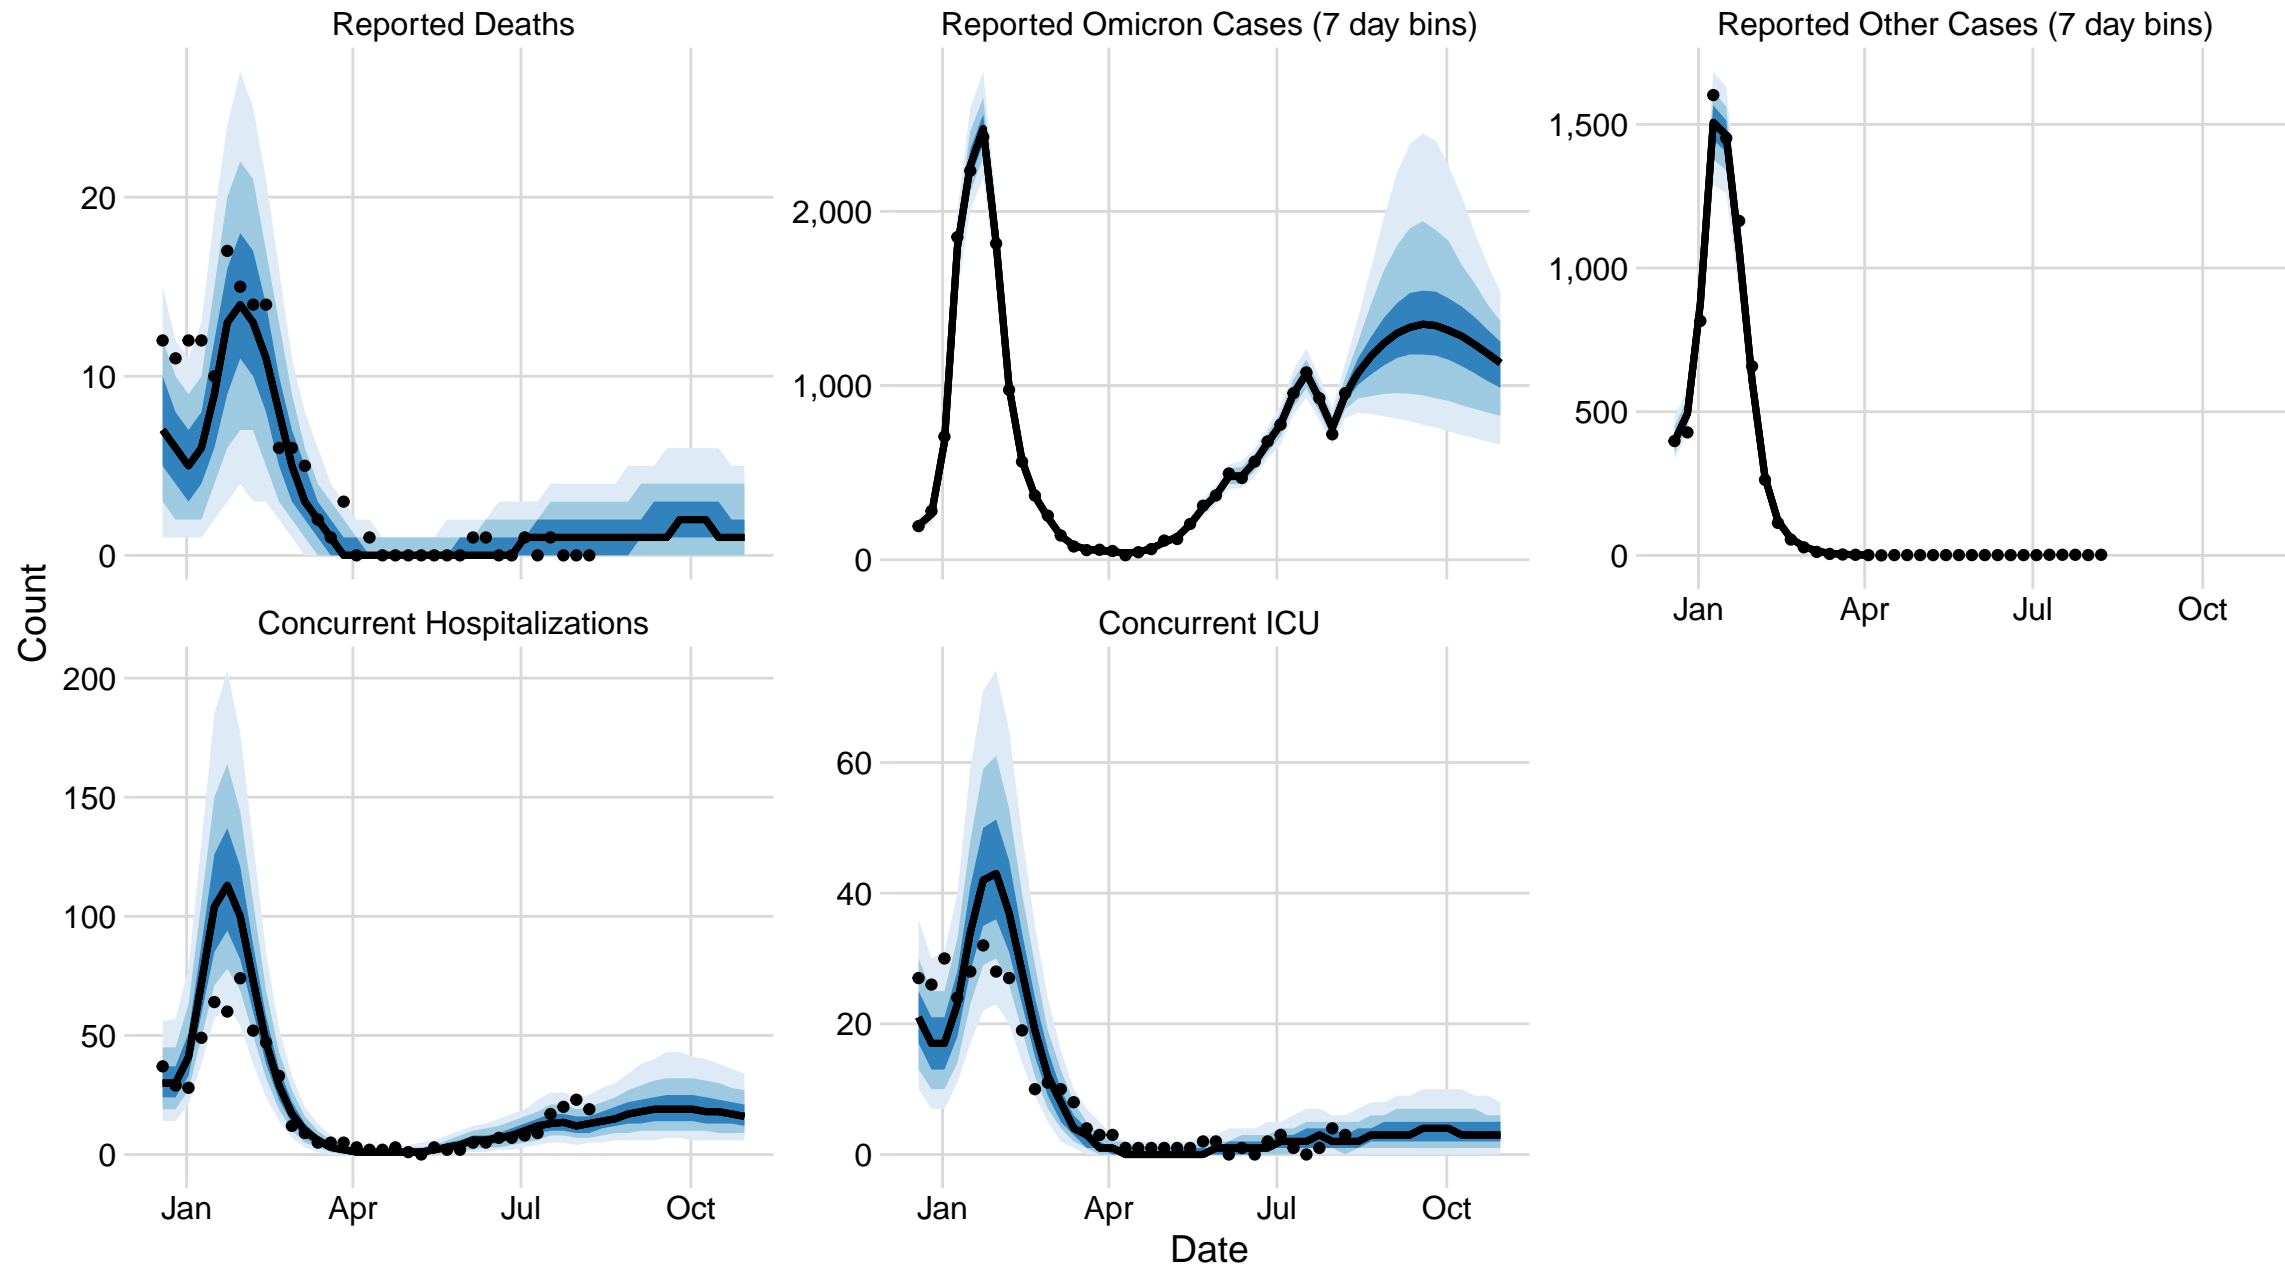 Reported Deaths
Reported Omicron Cases (7 day bins)
Reported Other Cases (7 day bins)
20
10
0
2,000
1,000
0
1,500
1,000
500
0
Jan Apr Jul Oct
Count
Concurrent Hospitalizations
Concurrent ICU
200
150
100
50
0
60
40
20
0
Jan Apr Jul Oct
Jan Apr Jul Oct
Date